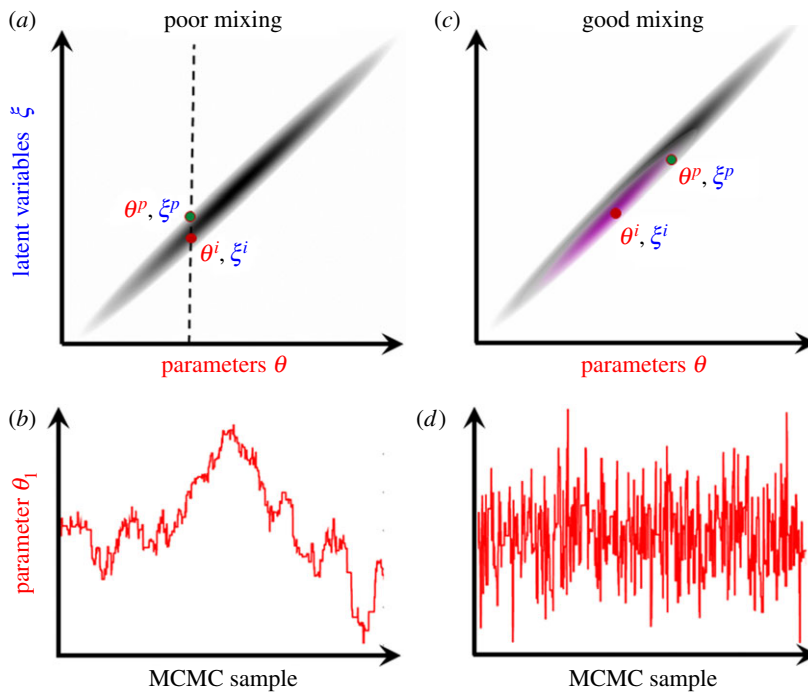 (a) poor mixing
latent variables ξ
θᵖ, ξᵖ
θⁱ, ξⁱ
parameters θ
(c) good mixing
θᵖ, ξᵖ
θⁱ, ξⁱ
parameters θ
(b)
parameter θ₁
MCMC sample
(d)
MCMC sample